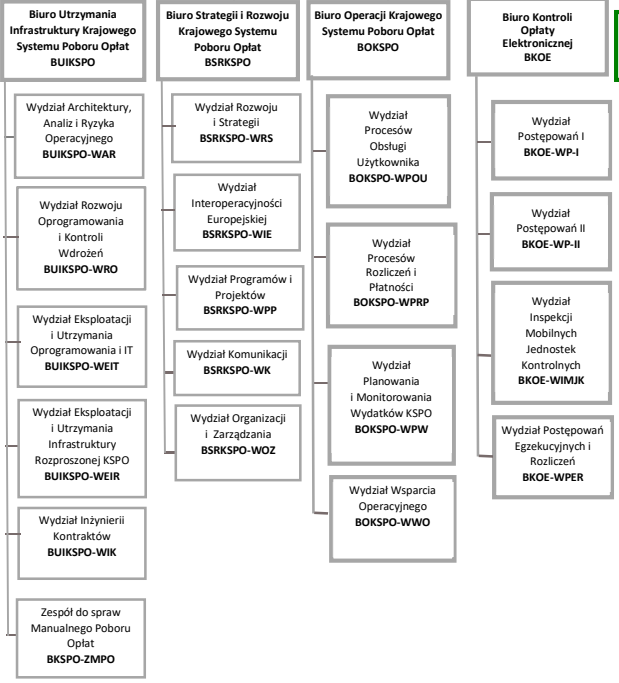 Biuro Utrzymania
Infrastruktury Krajowego
Systemu Poboru Opłat
BUIKSPO
Wydział Architektury,
Analiz i Ryzyka
Operacyjnego
BUIKSPO-WAR
Wydział Rozwoju
Oprogramowania
i Kontroli
Wdrożeń
BUIKSPO-WRO
Wydział Eksploatacji
i Utrzymania
Oprogramowania i IT
BUIKSPO-WEIT
Wydział Eksploatacji
i Utrzymania
Infrastruktury
Rozproszonej KSPO
BUIKSPO-WEIR
Wydział Inżynierii
Kontraktów
BUIKSPO-WIK
Zespół do spraw
Manualnego Poboru
Opłat
BKSPO-ZMPO
Biuro Strategii i Rozwoju
Krajowego Systemu
Poboru Opłat
BSRKSPO
Wydział Rozwoju
i Strategii
BSRKSPO-WRS
Wydział
Interoperacyjności
Europejskiej
BSRKSPO-WIE
Wydział Programów i
Projektów
BSRKSPO-WPP
Wydział Komunikacji
BSRKSPO-WK
Wydział Organizacji
i Zarządzania
BSRKSPO-WOZ
Biuro Operacji Krajowego
Systemu Poboru Opłat
BOKSPO
Wydział
Procesów
Obsługi
Użytkownika
BOKSPO-WPOU
Wydział
Procesów
Rozliczeń i
Płatności
BOKSPO-WPRP
Wydział
Planowania
i Monitorowania
Wydatków KSPO
BOKSPO-WPW
Wydział Wsparcia
Operacyjnego
BOKSPO-WWO
Biuro Kontroli
Opłaty
Elektronicznej
BKOE
Wydział
Postępowań I
BKOE-WP-I
Wydział
Postępowań II
BKOE-WP-II
Wydział
Inspekcji
Mobilnych
Jednostek
Kontrolnych
BKOE-WIMJK
Wydział Postępowań
Egzekucyjnych i
Rozliczeń
BKOE-WPER